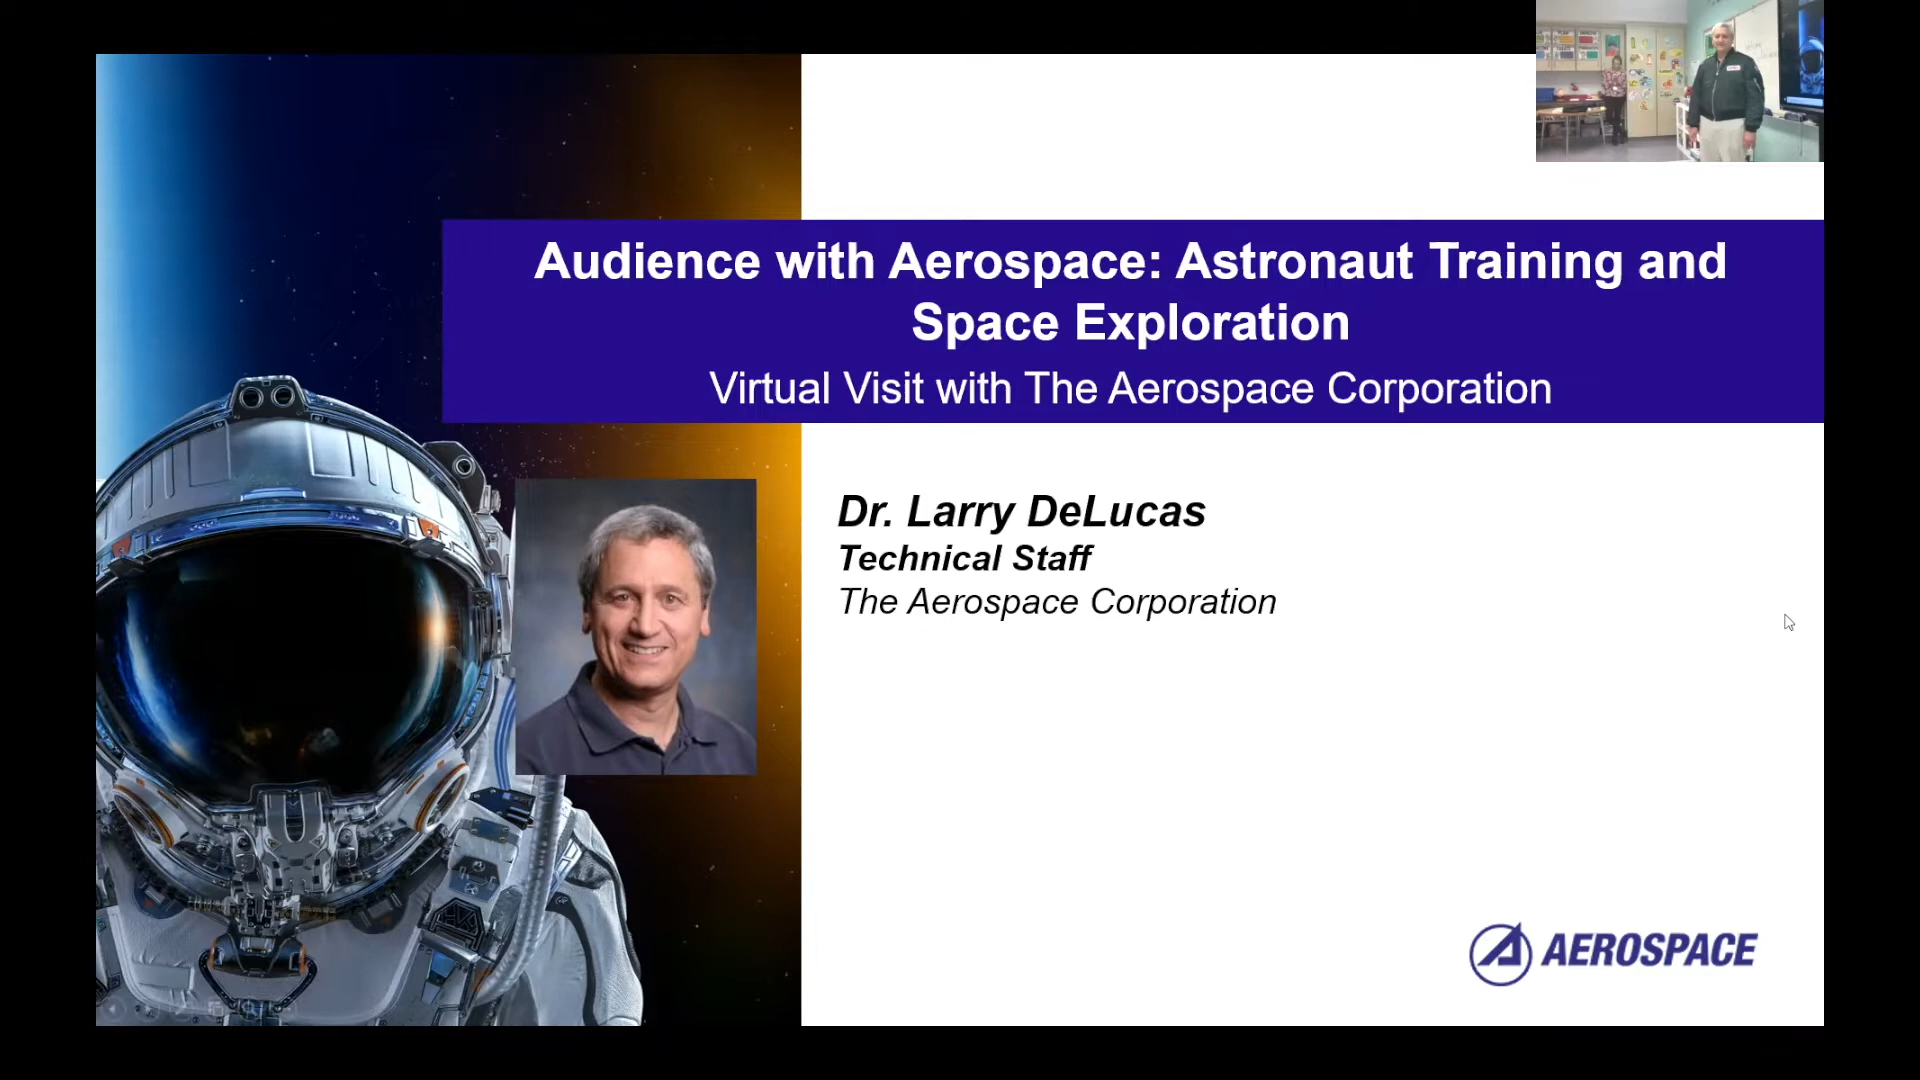 Audience with Aerospace: Astronaut Training and
Space Exploration
Virtual Visit with The Aerospace Corporation
Dr. Larry DeLucas
Technical Staff
The Aerospace Corporation
AEROSPACE